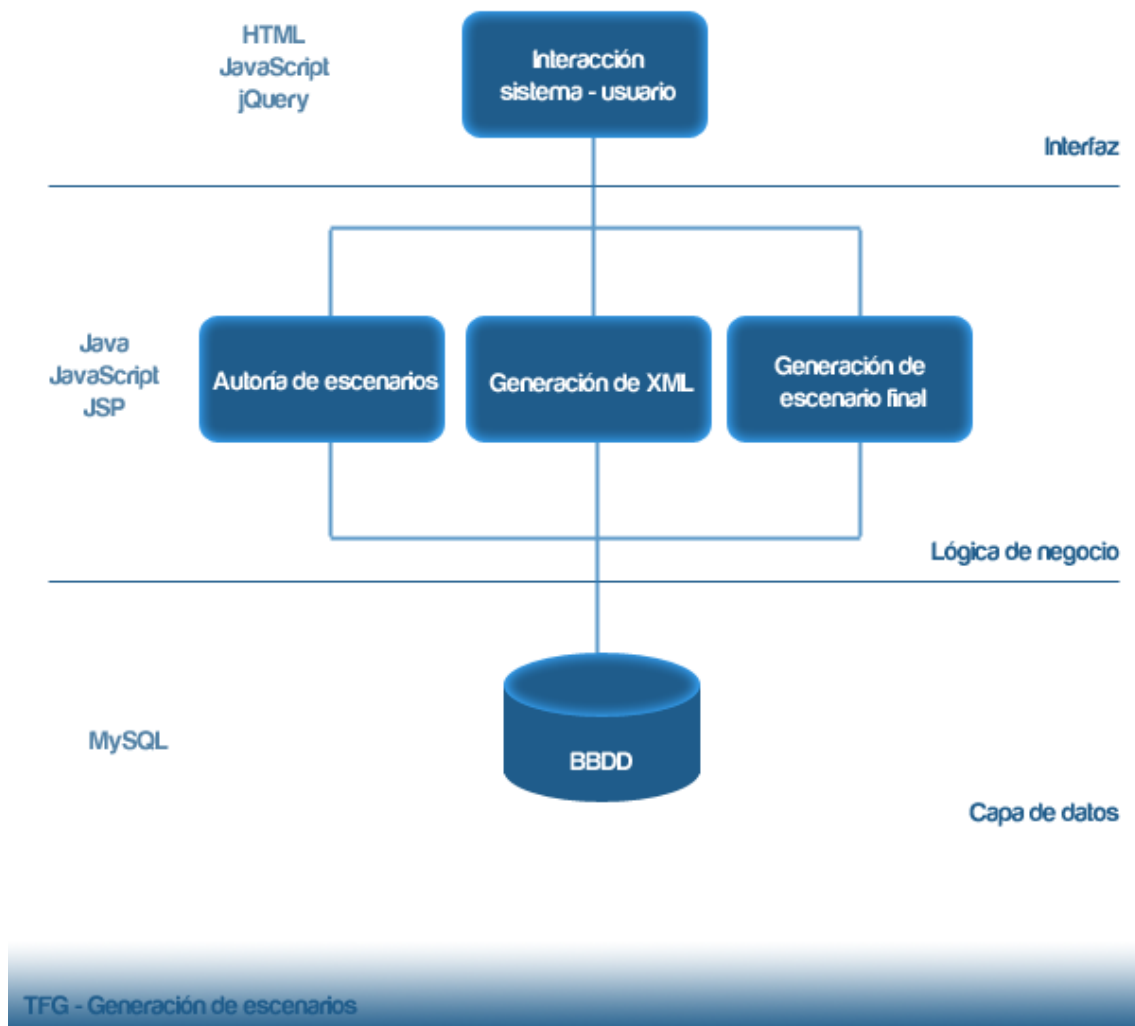 HTML
JavaScript
jQuery
Interacción
sistema - usuario
Interfaz
Java
JavaScript
JSP
Autoría de escenarios
Generación de XML
Generación de
escenario final
Lógica de negocio
MySQL
BBDD
Capa de datos
TFG - Generación de escenarios